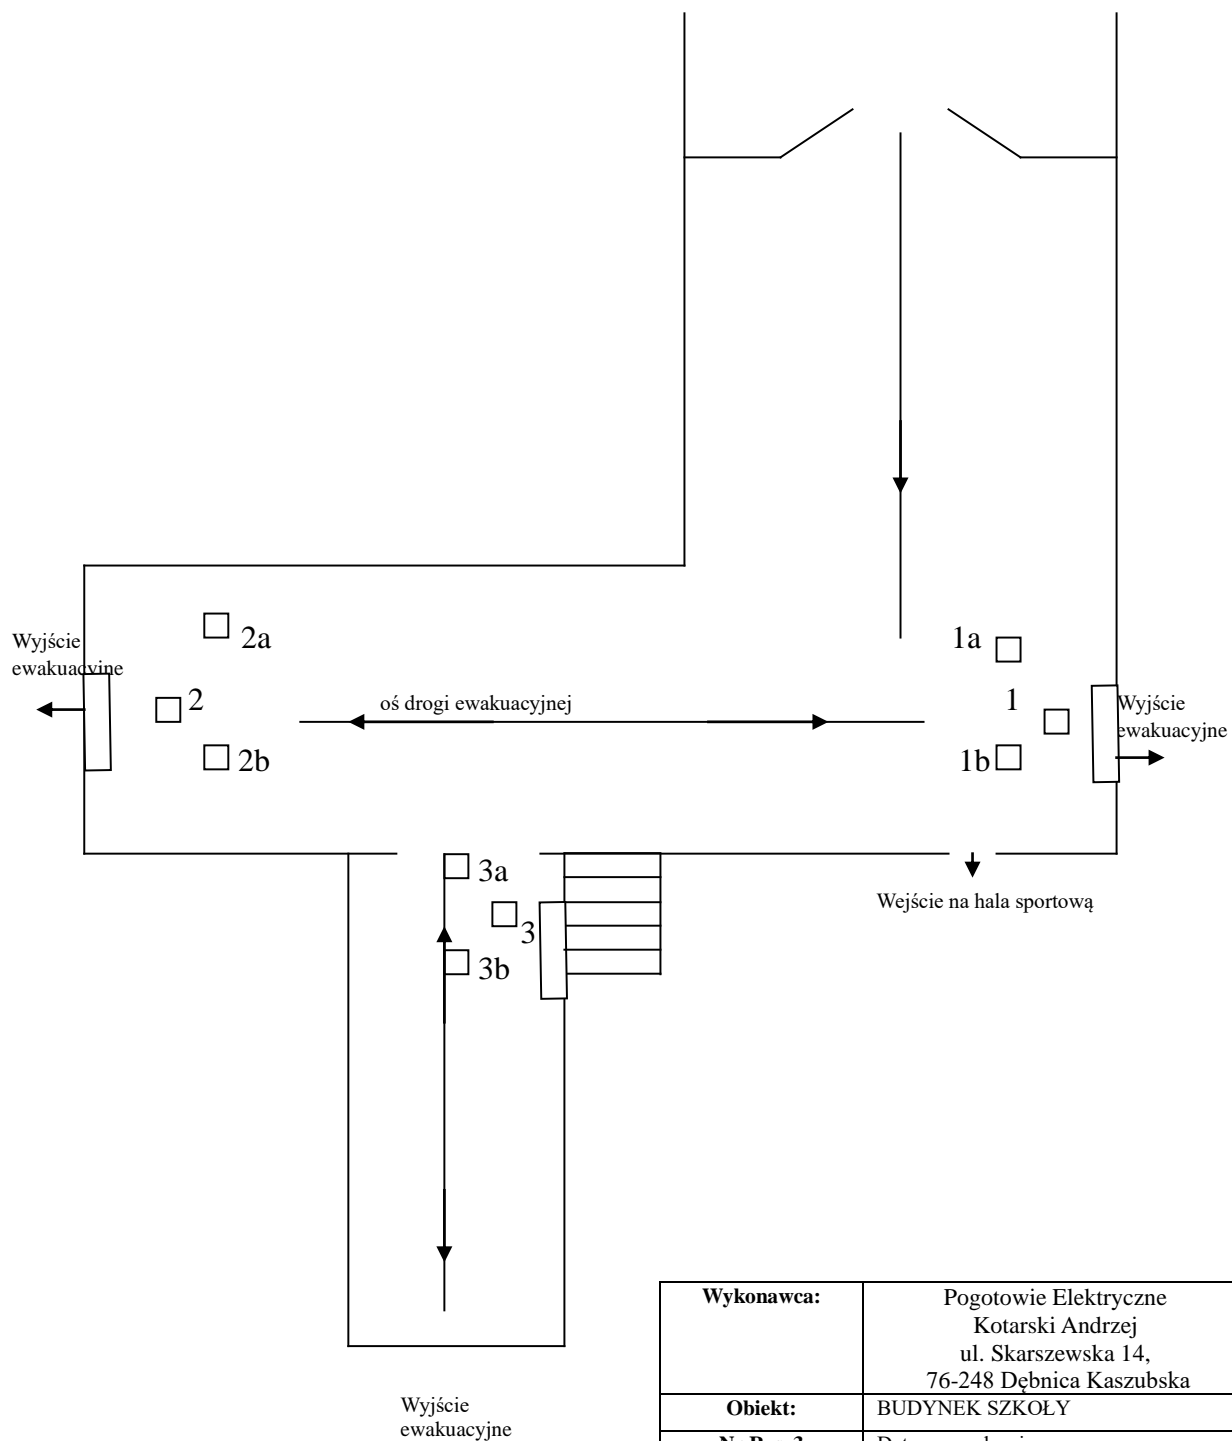 2a
1a
Wyjście
ewakuacyjne
2
oś drogi ewakuacyjnej
1
Wyjście
ewakuacyjne
2b
1b
3a
Wejście na hala sportową
3
3b
Wykonawca: Pogotowie Elektryczne
Kotarski Andrzej
ul. Skarszewska 14,
76-248 Dębnica Kaszubska
Obiekt: BUDYNEK SZKOŁY
Wyjście
ewakuacyjne